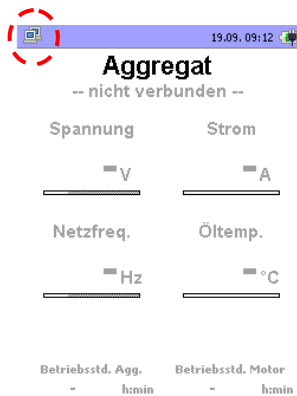 19.09. 09:12
Aggregat
-- nicht verbunden --
Spannung Strom
- V - A
Netzfreq. Öltemp.
- Hz - °C
Betriebsstd. Agg. Betriebsstd. Motor
- h:min - h:min